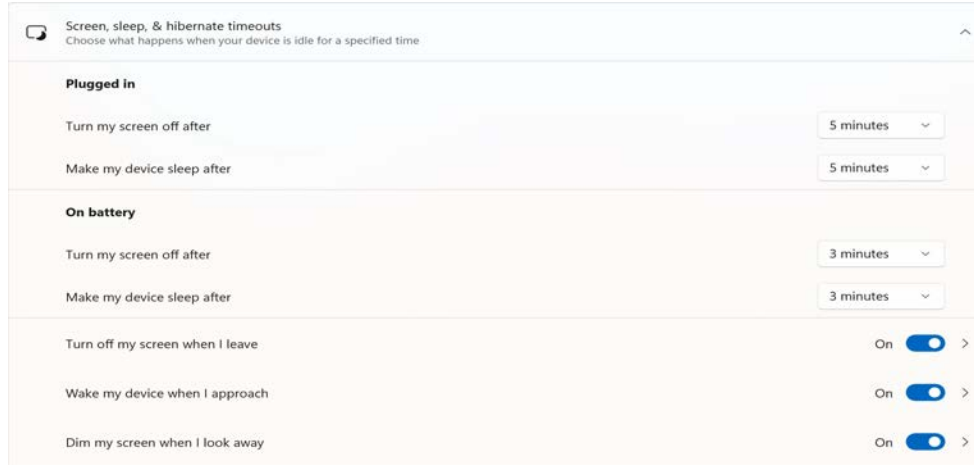 Screen, sleep, & hibernate timeouts
Choose what happens when your device is idle for a specified time
Plugged in
Turn my screen off after
5 minutes
Make my device sleep after
5 minutes
On battery
Turn my screen off after
3 minutes
Make my device sleep after
3 minutes
Turn off my screen when I leave
On
Wake my device when I approach
On
Dim my screen when I look away
On